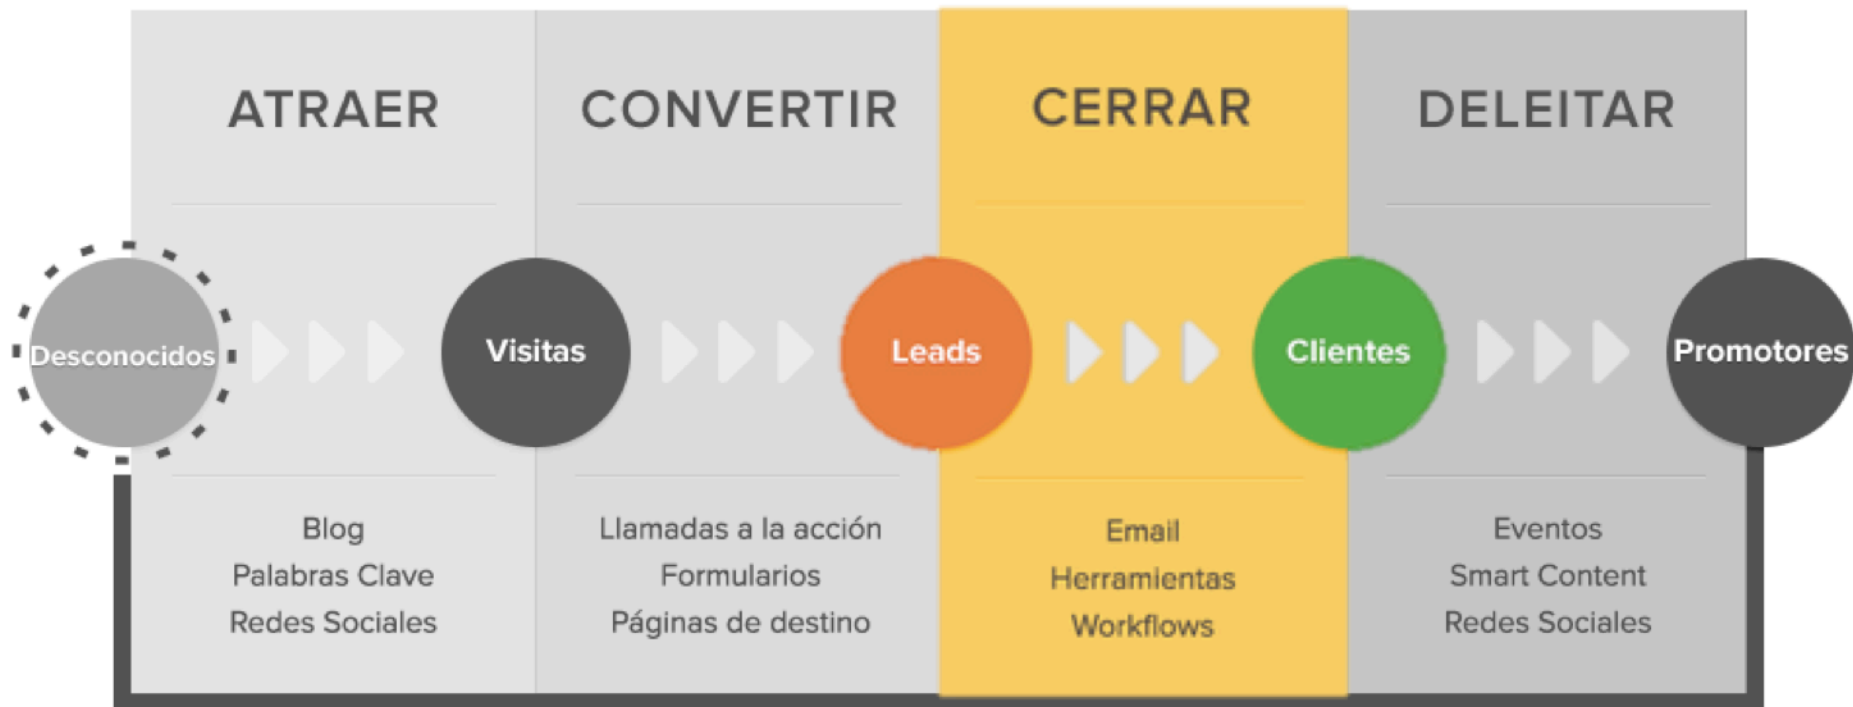 ATRAER
CONVERTIR
CERRAR
DELEITAR
Desconocidos
Visitas
Leads
Clientes
Promotores
Blog
Palabras Clave
Redes Sociales
Llamadas a la acción
Formularios
Páginas de destino
Email
Herramientas
Workflows
Eventos
Smart Content
Redes Sociales